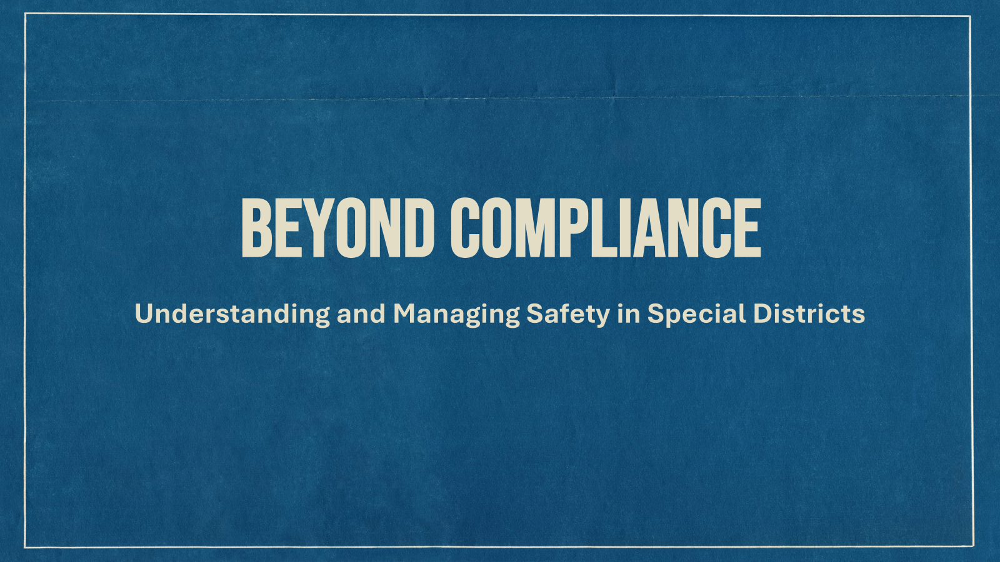 BEYOND COMPLIANCE
Understanding and Managing Safety in Special Districts